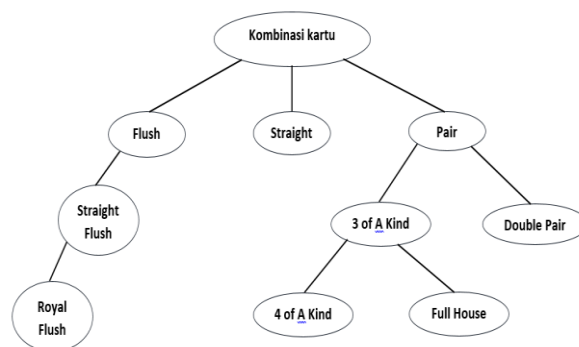 Kombinasi kartu
Flush
Straight
Pair
Straight
Flush
3 of A Kind
Double Pair
Royal
Flush
4 of A Kind
Full House